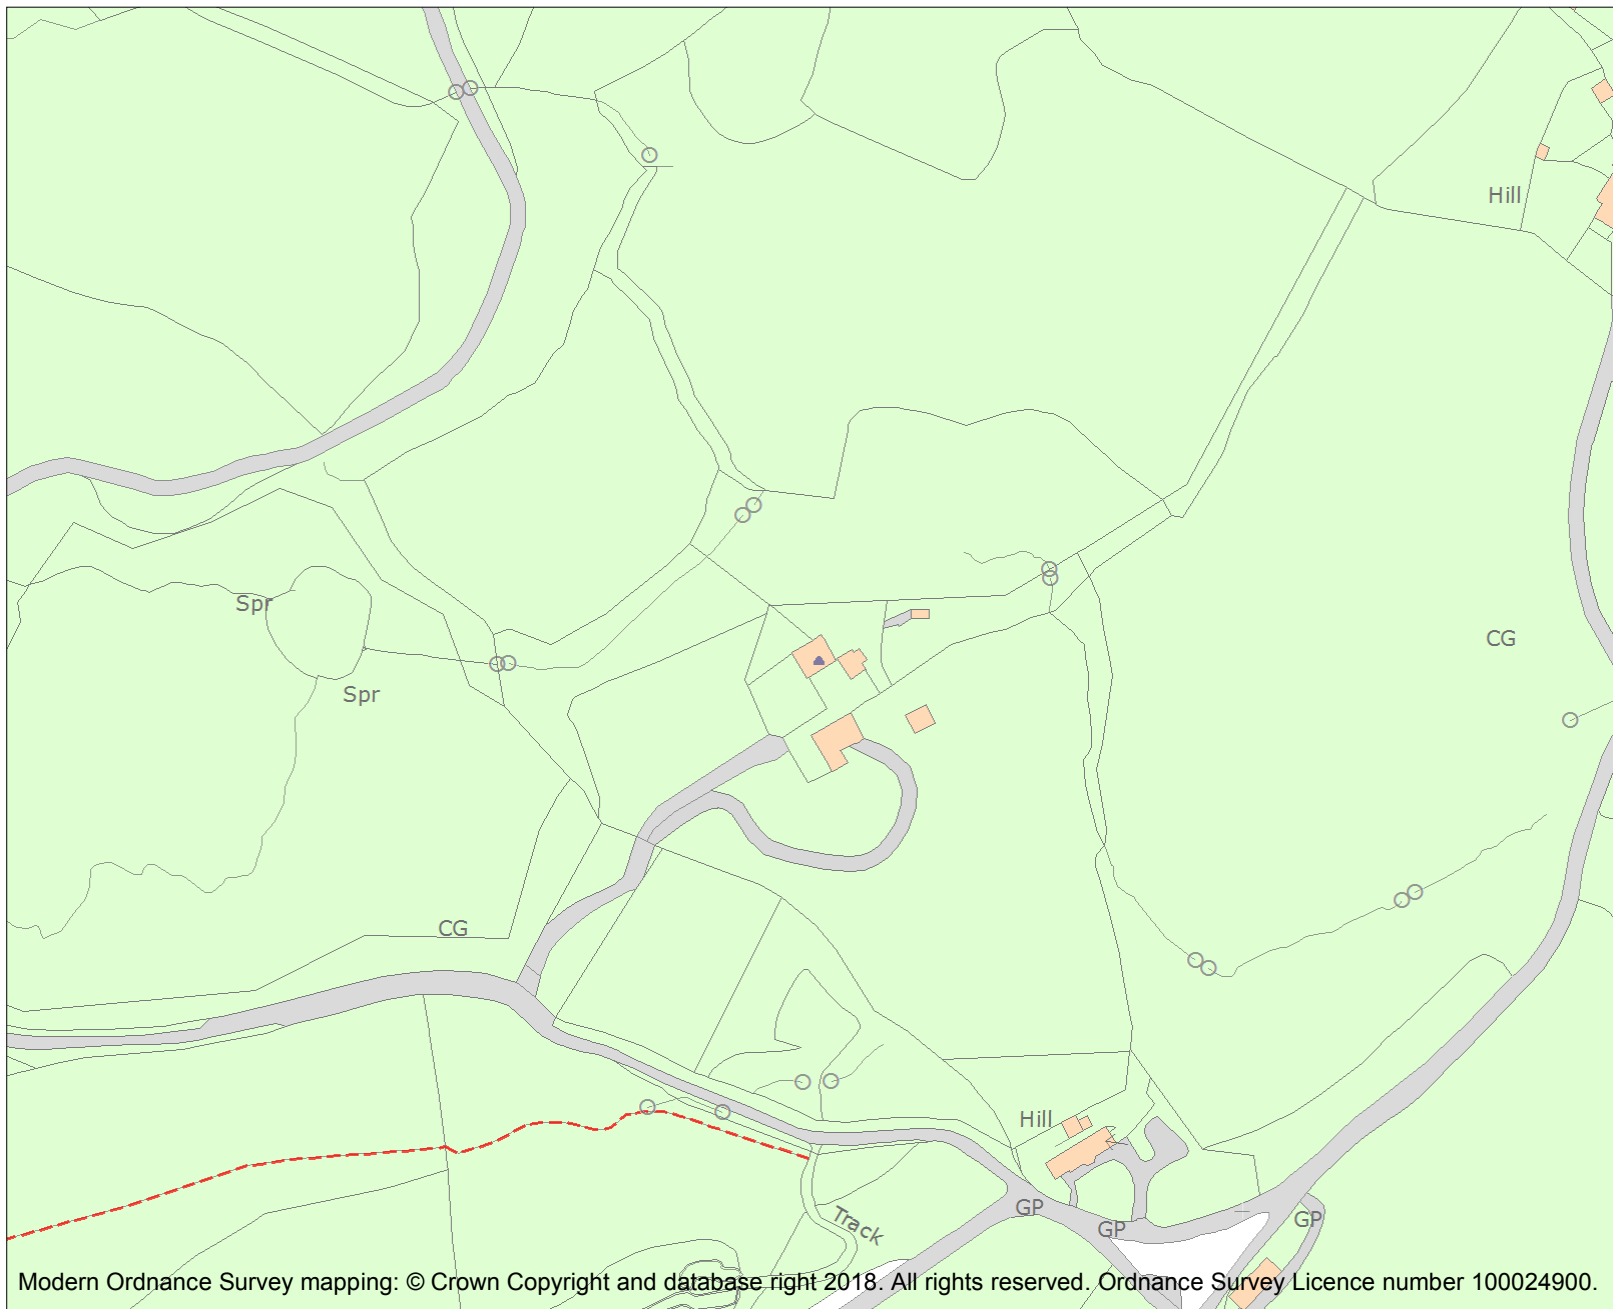 Hill
Spr
CG
Spr
CG
Hill
GP
GP
GP
Track
Modern Ordnance Survey mapping: © Crown Copyright and database right 2018. All rights reserved. Ordnance Survey Licence number 100024900.